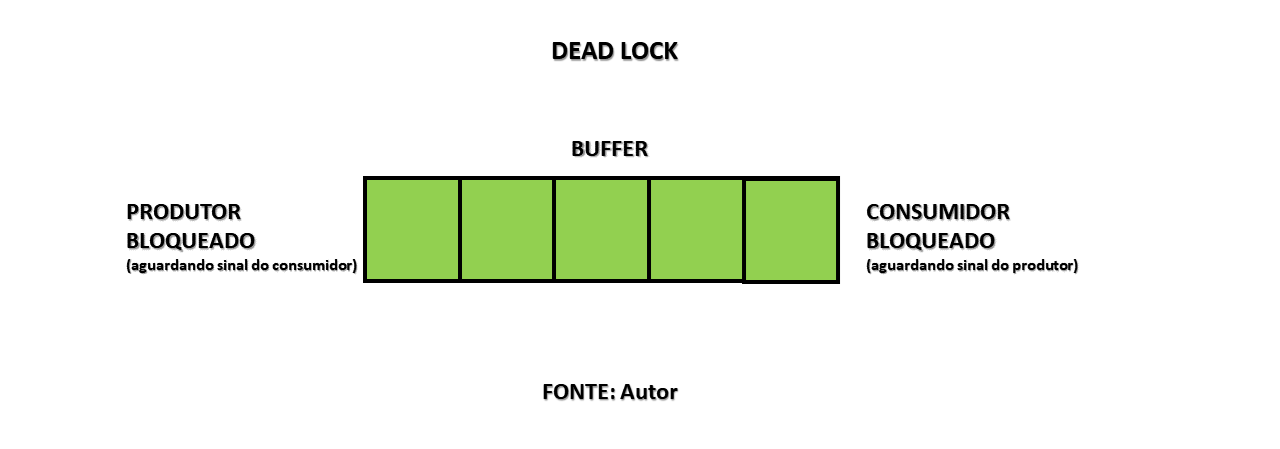 DEAD LOCK
BUFFER
PRODUTOR
BLOQUEADO
(aguardando sinal do consumidor)
CONSUMIDOR
BLOQUEADO
(aguardando sinal do produtor)
FONTE: Autor